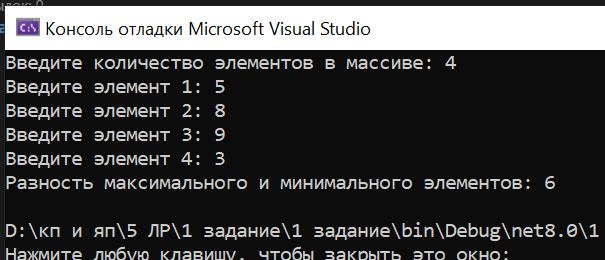 Консоль отладки Microsoft Visual Studio
Введите количество элементов в массиве: 4
Введите элемент 1: 5
Введите элемент 2: 8
Введите элемент 3: 9
Введите элемент 4: 3
Разность максимального и минимального элементов: 6
D:\кп и яп\5 ЛР\1 задание\1 задание\bin\Debug\net8.0\1
Нажмите любую клавишу, чтобы закрыть это окно: